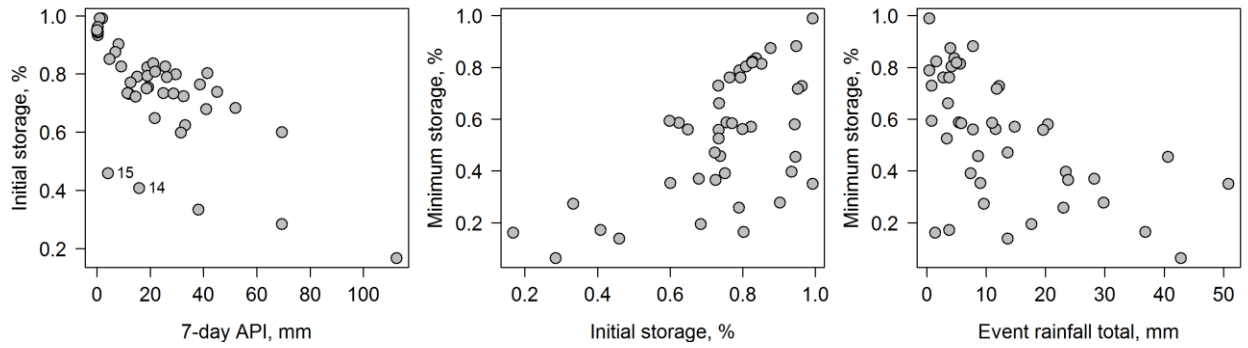 Initial storage, %
1.0
0.8
0.6
0.4
0.2
15
14
0 20 40 60 80 100
7-day API, mm
Minimum storage, %
1.0
0.8
0.6
0.4
0.2
0.2 0.4 0.6 0.8 1.0
Initial storage, %
Minimum storage, %
1.0
0.8
0.6
0.4
0.2
0 10 20 30 40 50
Event rainfall total, mm